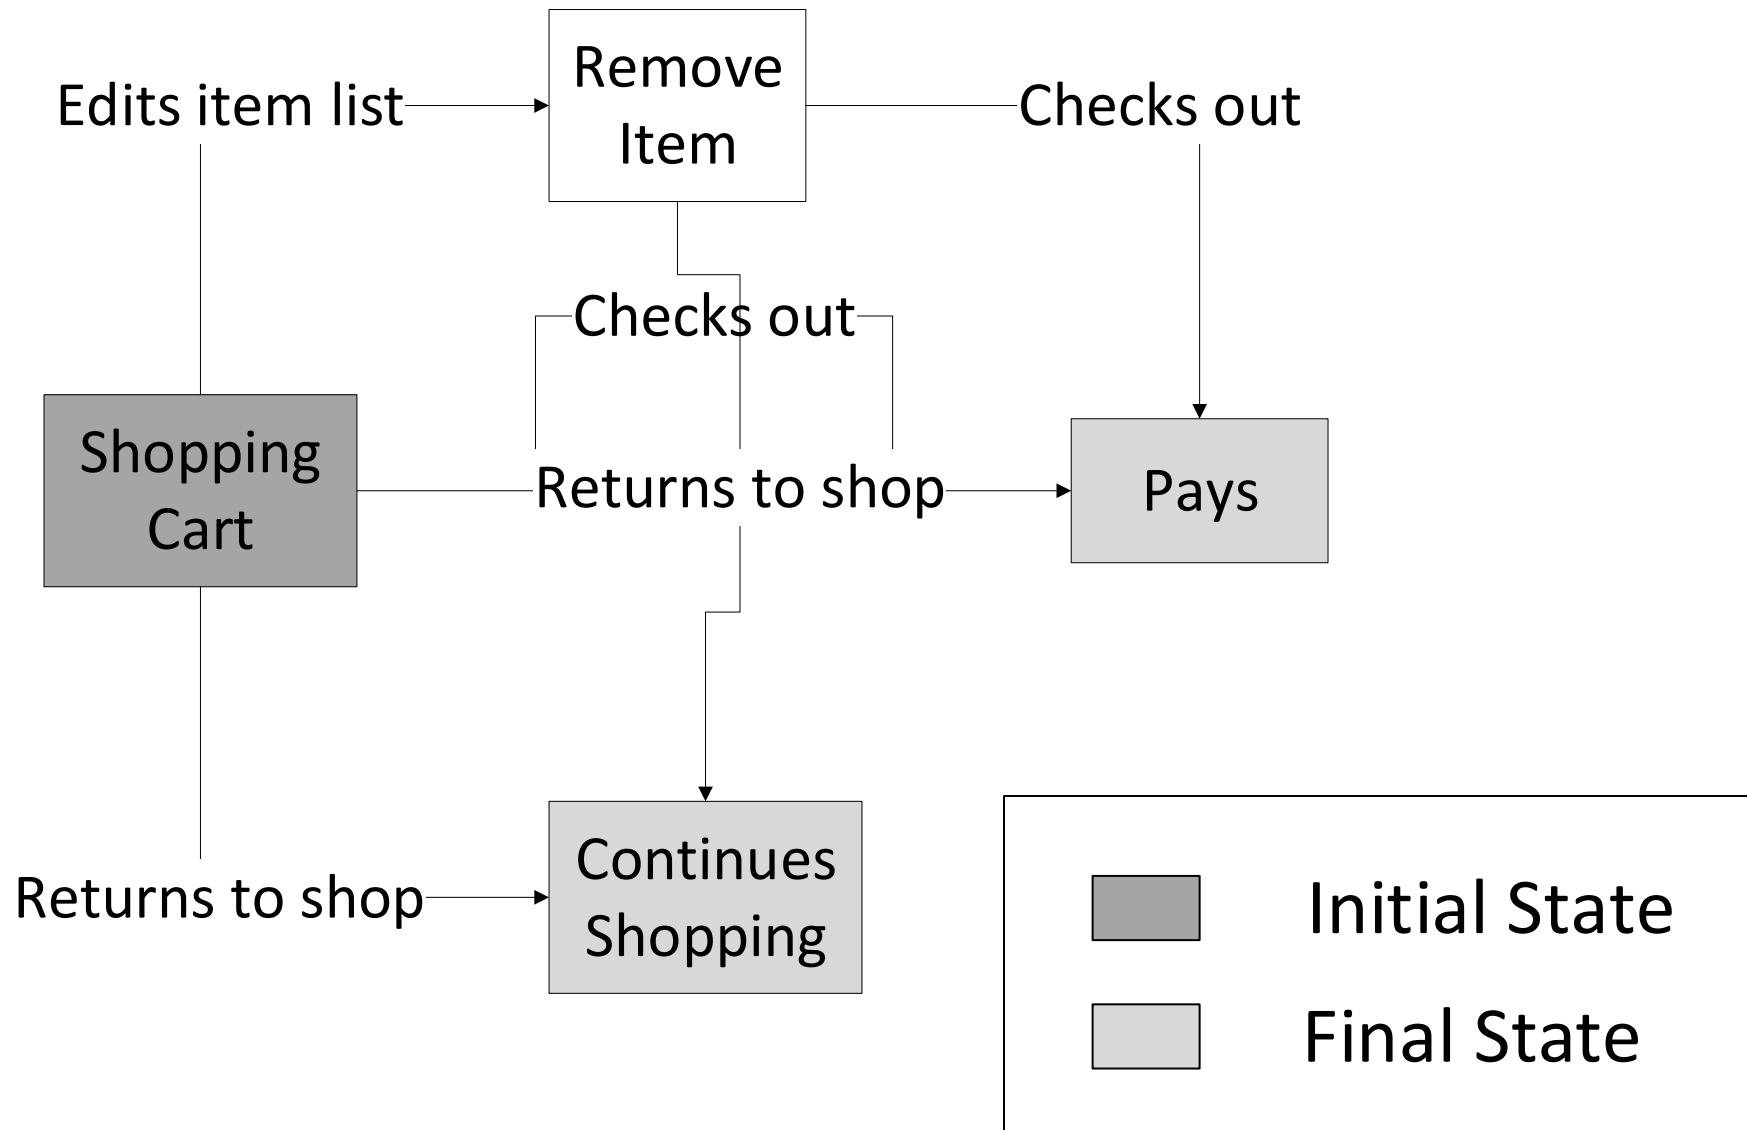 Remove
Item
Edits item list
Checks out
Checks out
Shopping
Cart
Returns to shop
Pays
Continues
Shopping
Returns to shop
Initial State
Final State